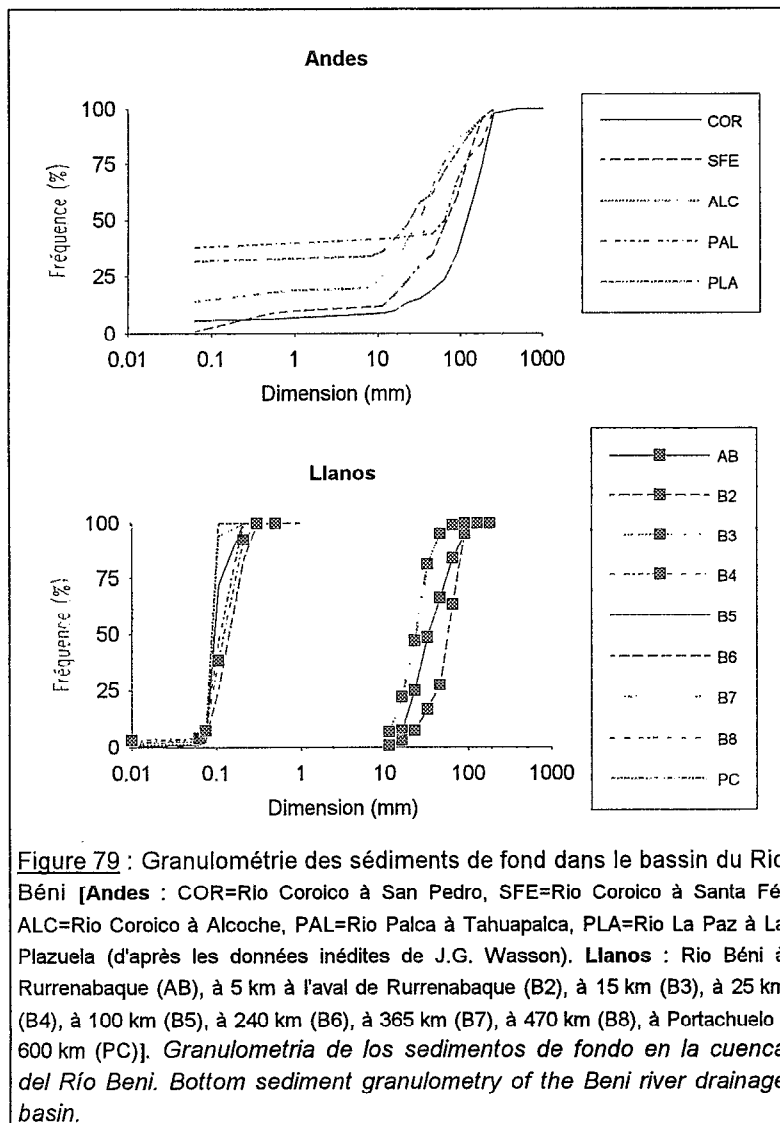 Andes
100
75
50
25
0
Fréquence (%)
0.01 0.1 1 10 100 1000
Dimension (mm)
COR
SFE
ALC
PAL
PLA
Llanos
100
75
50
25
0
Fréquence (%)
0.01 0.1 1 10 100 1000
Dimension (mm)
AB
B2
B3
B4
B5
B6
B7
B8
PC
Figure 79 : Granulométrie des sédiments de fond dans le bassin du Rio
Béni [Andes : COR=Rio Coroico à San Pedro, SFE=Rio Coroico à Santa Fé,
ALC=Rio Coroico à Alcoche, PAL=Rio Palca à Tahuapalca, PLA=Rio La Paz à La
Plazuela (d'après les données inédites de J.G. Wasson). Llanos : Rio Béni à
Rurrenabaque (AB), à 5 km à l'aval de Rurrenabaque (B2), à 15 km (B3), à 25 km
(B4), à 100 km (B5), à 240 km (B6), à 365 km (B7), à 470 km (B8), à Portachuelo
600 km (PC)]. Granulometria de los sedimentos de fondo en la cuenca
del Río Beni. Bottom sediment granulometry of the Beni river drainage
basin.